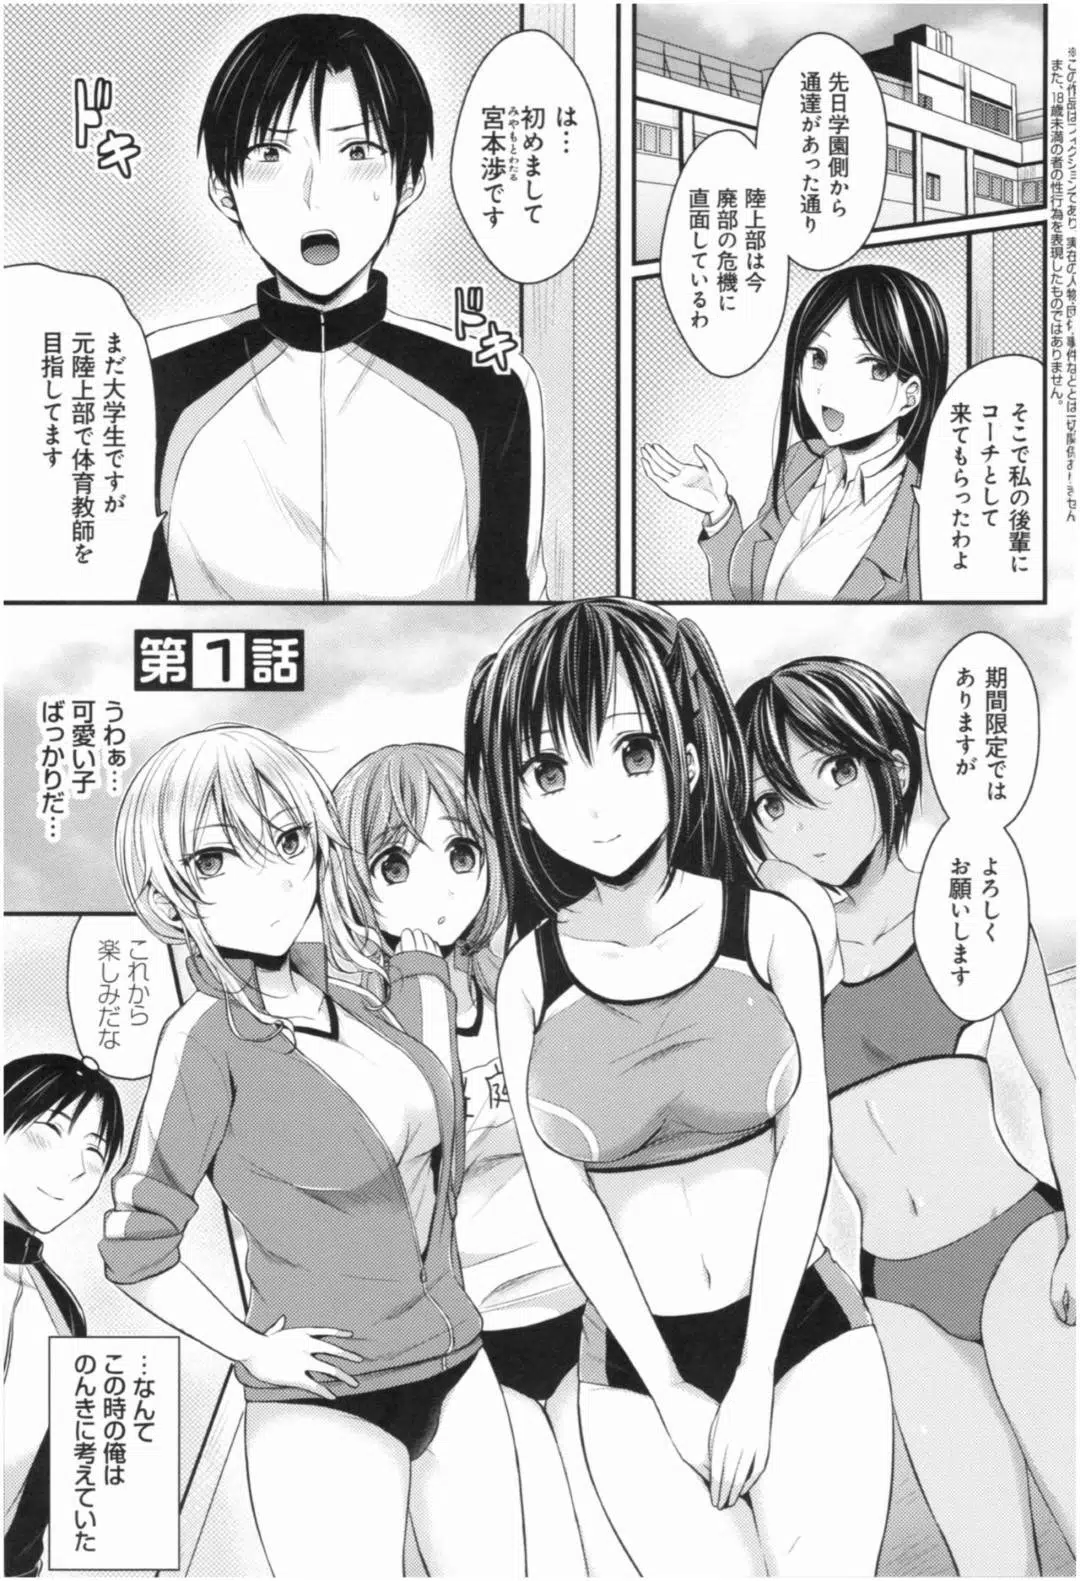 ※この作品はフィクションであり、実在の人物・団体・事件などとは一切関係ありません
また、18歳未満の者の性行為を表現したものではありません。
先日学園側から
通達があった通り
陸上部は今
廃部の危機に
直面しているわ
そこで私の後輩に
コーチとして
来てもらったわよ
は…
初めまして
宮本渉です
みやもとわたる
ドキ
ドキ
まだ大学生ですが
元陸上部で体育教師を
目指してます
期間限定では
ありますが
よろしく
お願いします
第1話
うわぁ…
可愛い子
ばっかりだ…
これから
楽しみだな
…なんて
この時の俺は
のんきに考えていた